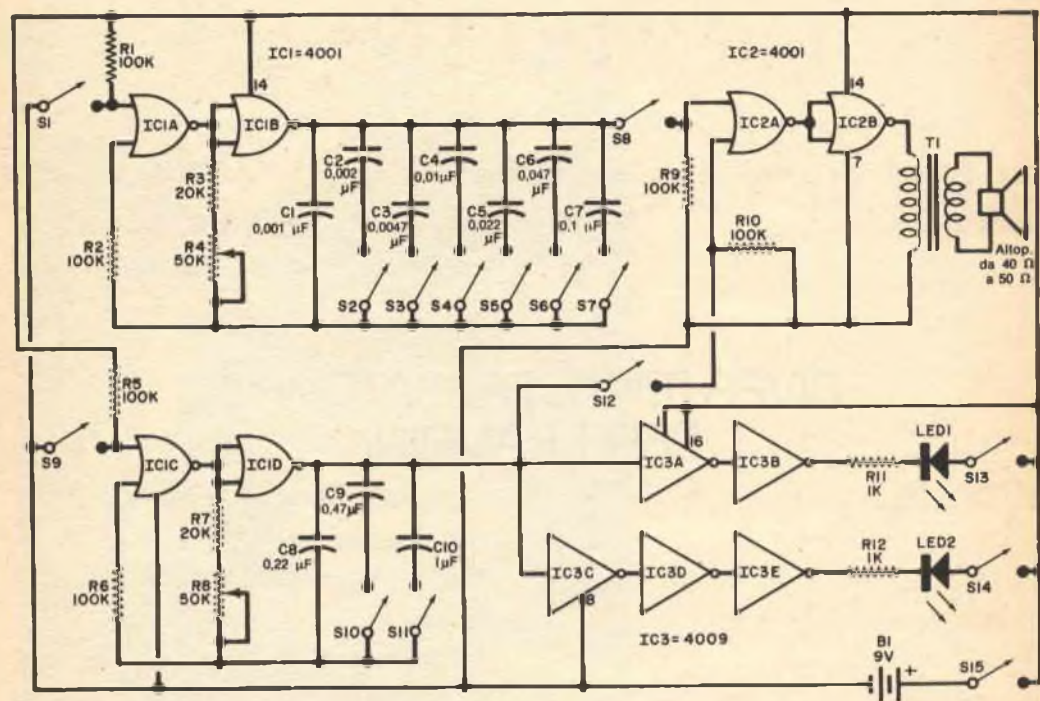 R1
100K
IC1=4001
14
S1
IC1A
IC1B
R3
20K
R2
100K
R4
50K
C1
0,001 µF
C2
0,002
µF
C3
0,0047
µF
C4
0,01µF
C5
0,022
µF
C6
0,047
µF
C7
0,1 µF
S2
S3
S4
S5
S6
S7
S8
IC2=4001
14
IC2A
IC2B
7
R9
100K
R10
100K
T1
Altop.
da 40 Ω
a 50 Ω
R5
100K
S9
IC1C
IC1D
R7
20K
R6
100K
R8
50K
C8
0,22 µF
C9
0,47µF
C10
1µF
S10
S11
S12
1
16
IC3A
IC3B
R11
1K
LED1
S13
IC3C
8
IC3D
IC3E
R12
1K
LED2
S14
IC3=4009
B1
9V
+
S15